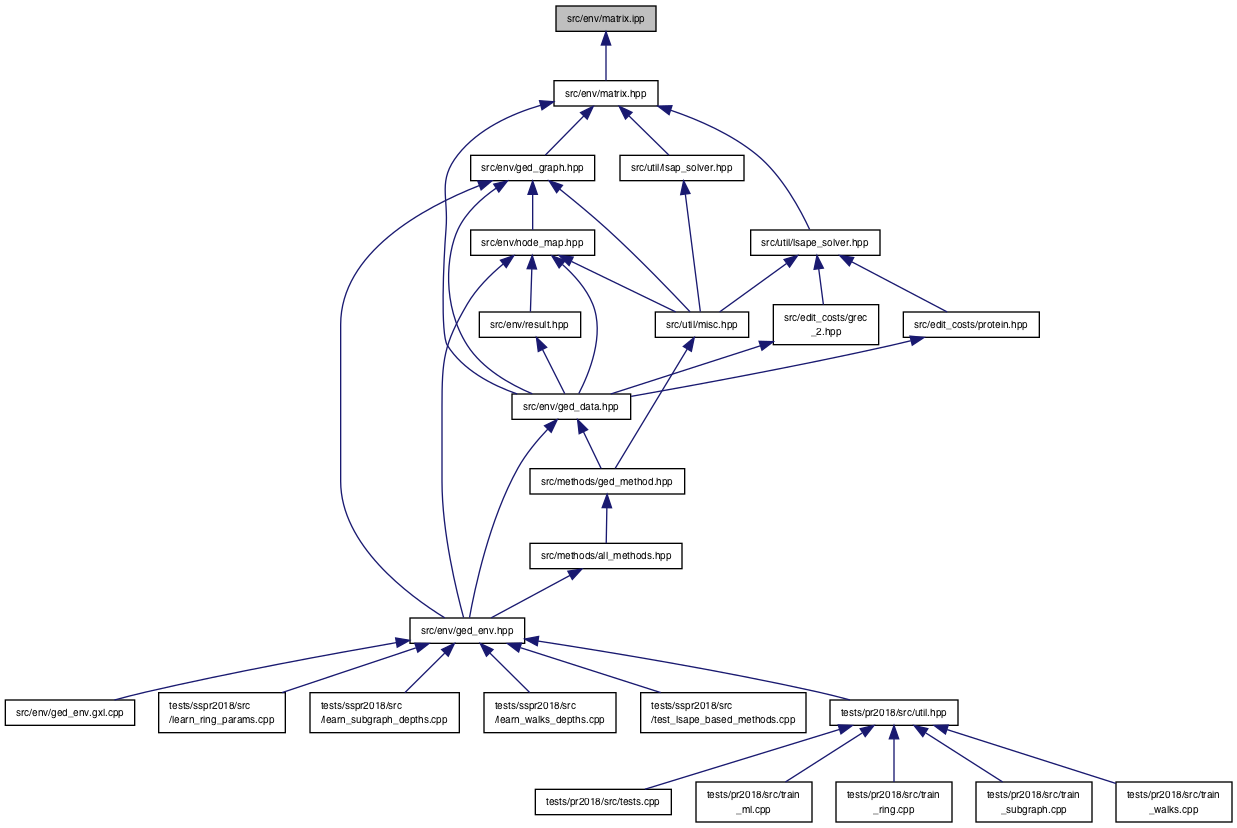 src/env/matrix.ipp
src/env/matrix.hpp
src/env/ged_graph.hpp
src/util/lsap_solver.hpp
src/env/node_map.hpp
src/util/lsape_solver.hpp
src/env/result.hpp
src/util/misc.hpp
src/edit_costs/grec
_2.hpp
src/edit_costs/protein.hpp
src/env/ged_data.hpp
src/methods/ged_method.hpp
src/methods/all_methods.hpp
src/env/ged_env.hpp
src/env/ged_env.gxl.cpp
tests/sspr2018/src
/learn_ring_params.cpp
tests/sspr2018/src
/learn_subgraph_depths.cpp
tests/sspr2018/src
/learn_walks_depths.cpp
tests/sspr2018/src
/test_lsape_based_methods.cpp
tests/pr2018/src/util.hpp
tests/pr2018/src/tests.cpp
tests/pr2018/src/train
_ml.cpp
tests/pr2018/src/train
_ring.cpp
tests/pr2018/src/train
_subgraph.cpp
tests/pr2018/src/train
_walks.cpp